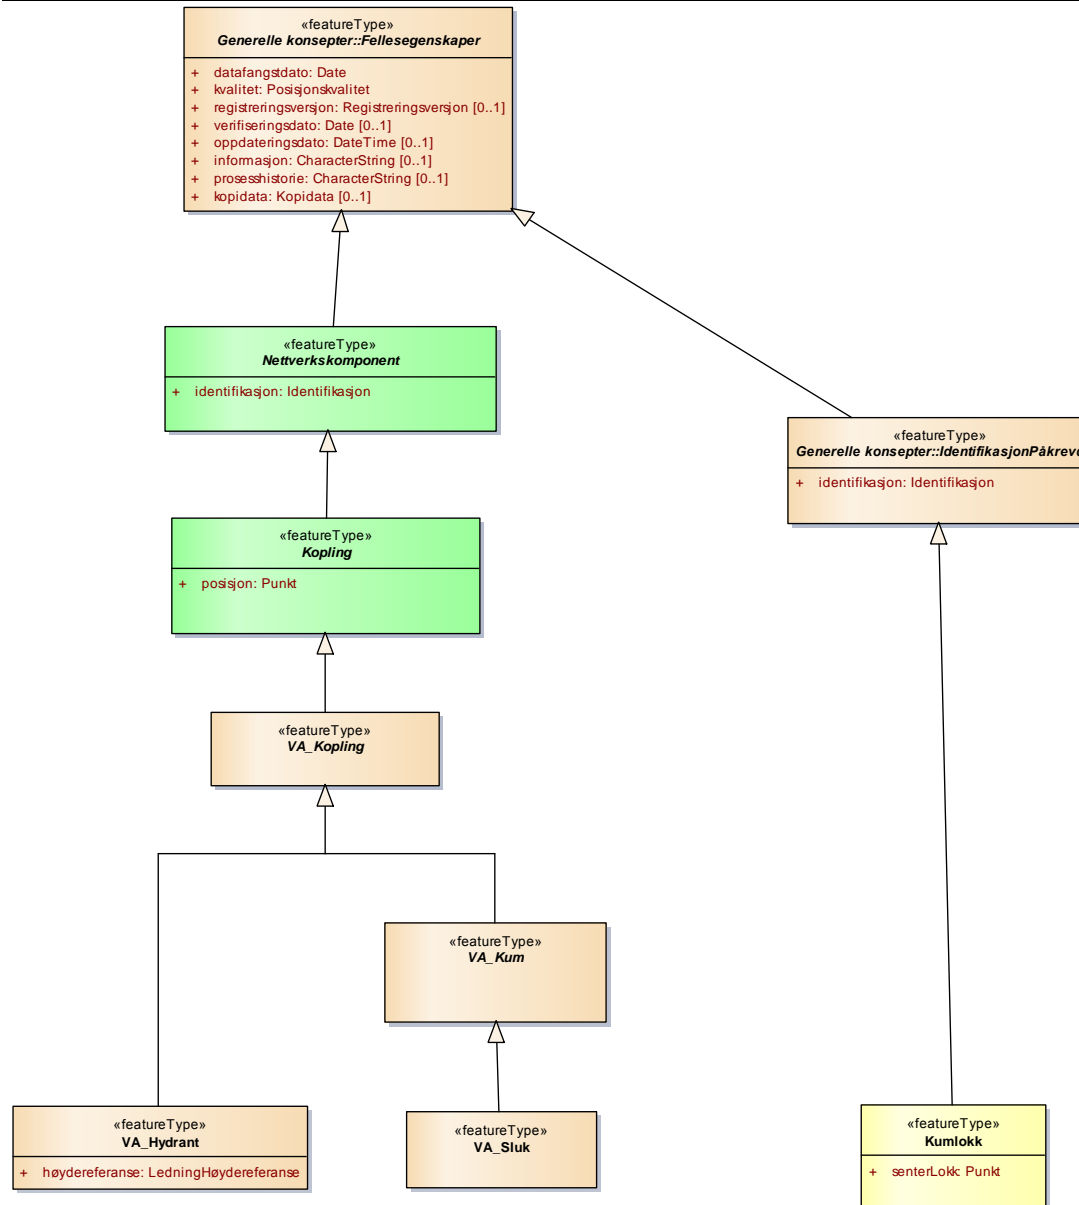 «featureType»
Generelle konsepter::Fellesegenskaper
+ datafangstdato: Date
+ kvalitet: Posisjonskvalitet
+ registreringsversjon: Registreringsversjon [0..1]
+ verifiseringsdato: Date [0..1]
+ oppdateringsdato: DateTime [0..1]
+ informasjon: CharacterString [0..1]
+ prosesshistorie: CharacterString [0..1]
+ kopidata: Kopidata [0..1]
«featureType»
Nettverkskomponent
+ identifikasjon: Identifikasjon
«featureType»
Generelle konsepter::IdentifikasjonPåkrevd
+ identifikasjon: Identifikasjon
«featureType»
Kopling
+ posisjon: Punkt
«featureType»
VA_Kopling
«featureType»
VA_Kum
«featureType»
VA_Hydrant
+ høydereferanse: LedningHøydereferanse
«featureType»
VA_Sluk
«featureType»
Kumlokk
+ senterLokk: Punkt